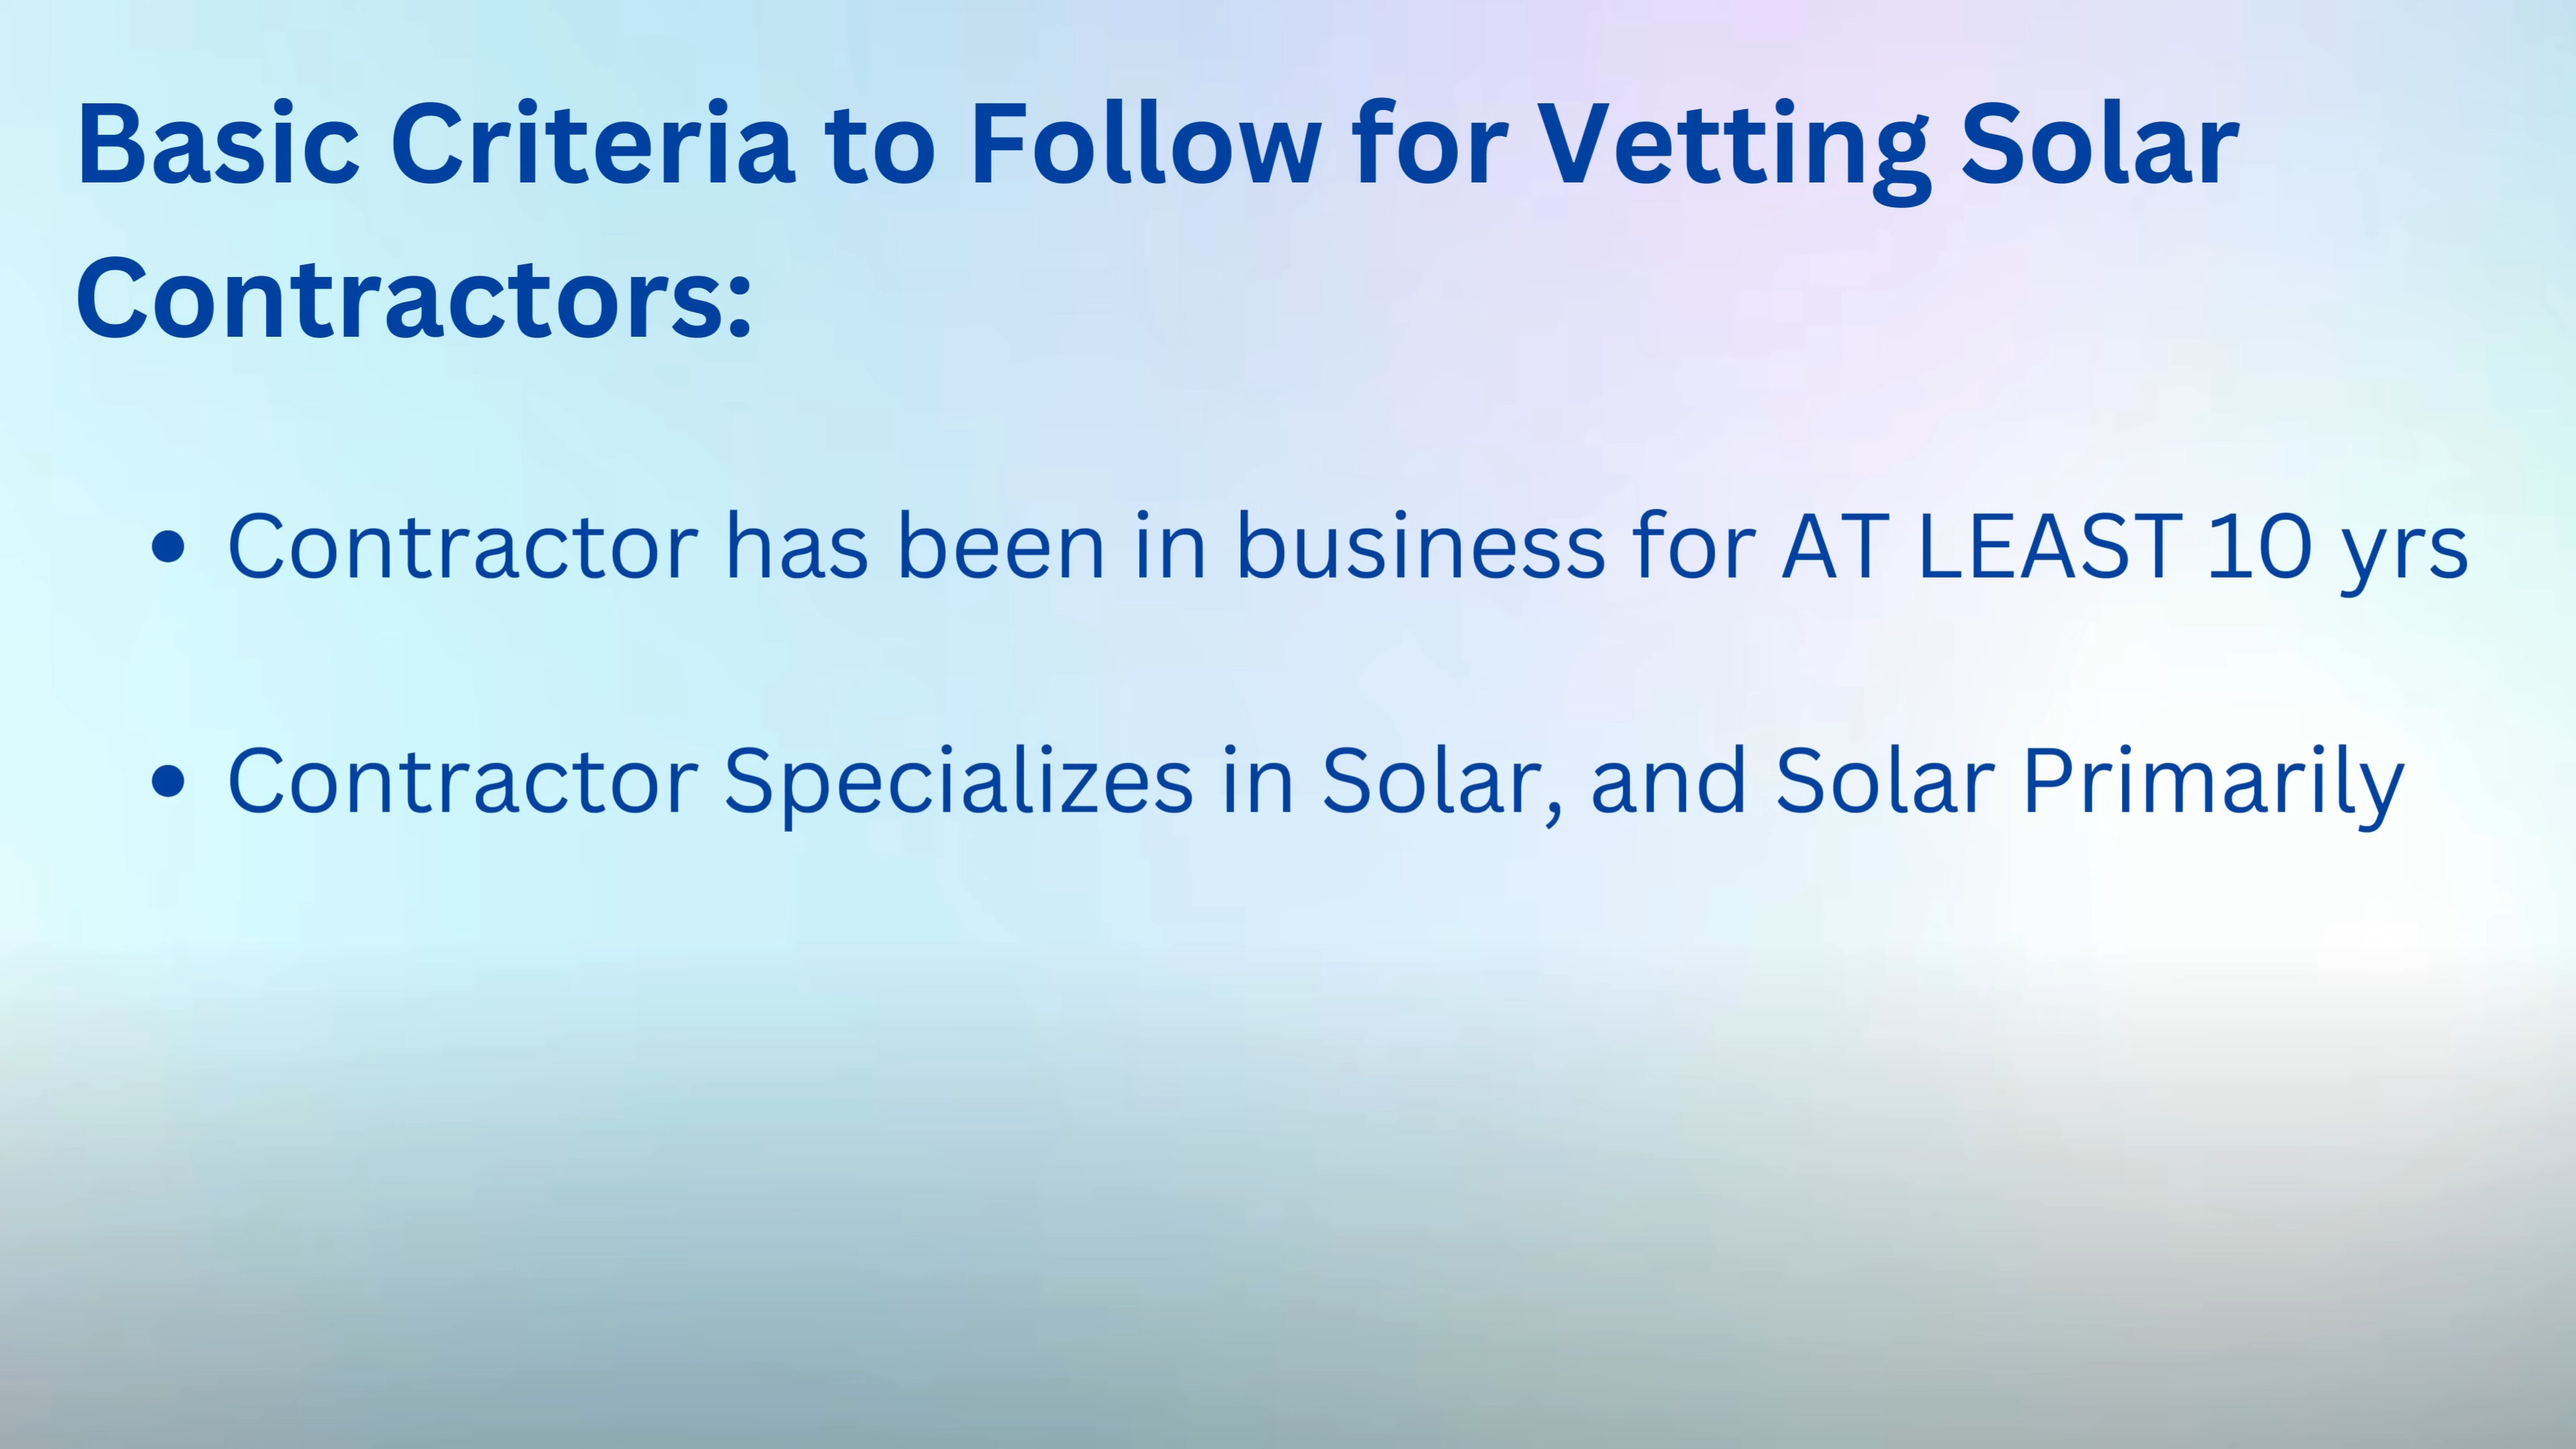 Basic Criteria to Follow for Vetting Solar
Contractors:
• Contractor has been in business for AT LEAST 10 yrs
• Contractor Specializes in Solar, and Solar Primarily